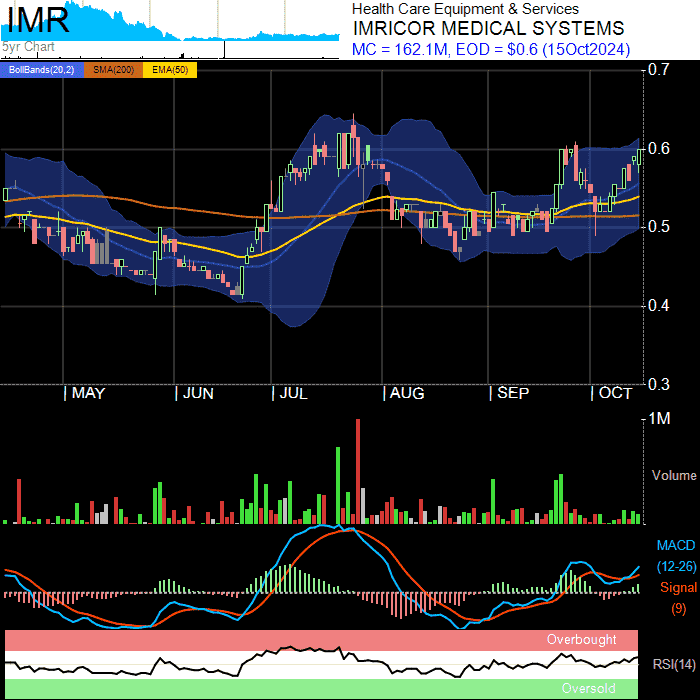 IMR
5yr Chart
Health Care Equipment & Services
IMRICOR MEDICAL SYSTEMS
MC = 162.1M, EOD = $0.6 (15Oct2024)
BollBands(20,2) SMA(200) EMA(50)
0.7
0.6
0.5
0.4
0.3
MAY JUN JUL AUG SEP OCT
1M
Volume
MACD
(12-26)
Signal
(9)
Overbought
RSI(14)
Oversold